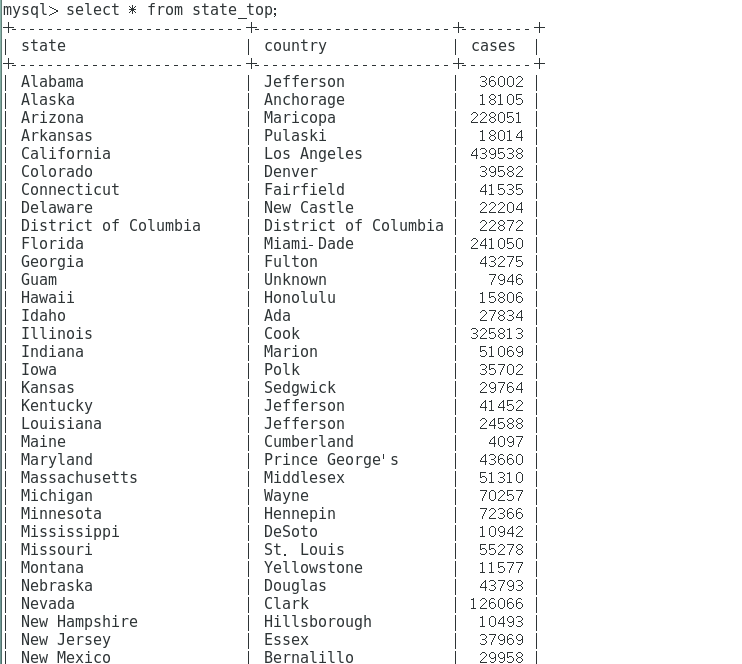 mysql> select * from state_top;
+--------------------------+----------------------+--------+
| state | country | cases |
+--------------------------+----------------------+--------+
| Alabama | Jefferson | 36002 |
| Alaska | Anchorage | 18105 |
| Arizona | Maricopa | 228051 |
| Arkansas | Pulaski | 18014 |
| California | Los Angeles | 439538 |
| Colorado | Denver | 39582 |
| Connecticut | Fairfield | 41535 |
| Delaware | New Castle | 22204 |
| District of Columbia | District of Columbia | 22872 |
| Florida | Miami-Dade | 241050 |
| Georgia | Fulton | 43275 |
| Guam | Unknown | 7946 |
| Hawaii | Honolulu | 15806 |
| Idaho | Ada | 27834 |
| Illinois | Cook | 325813 |
| Indiana | Marion | 51069 |
| Iowa | Polk | 35702 |
| Kansas | Sedgwick | 29764 |
| Kentucky | Jefferson | 41452 |
| Louisiana | Jefferson | 24588 |
| Maine | Cumberland | 4097 |
| Maryland | Prince George's | 43660 |
| Massachusetts | Middlesex | 51310 |
| Michigan | Wayne | 70257 |
| Minnesota | Hennepin | 72366 |
| Mississippi | DeSoto | 10942 |
| Missouri | St. Louis | 55278 |
| Montana | Yellowstone | 11577 |
| Nebraska | Douglas | 43793 |
| Nevada | Clark | 126066 |
| New Hampshire | Hillsborough | 10493 |
| New Jersey | Essex | 37969 |
| New Mexico | Bernalillo | 29958 |